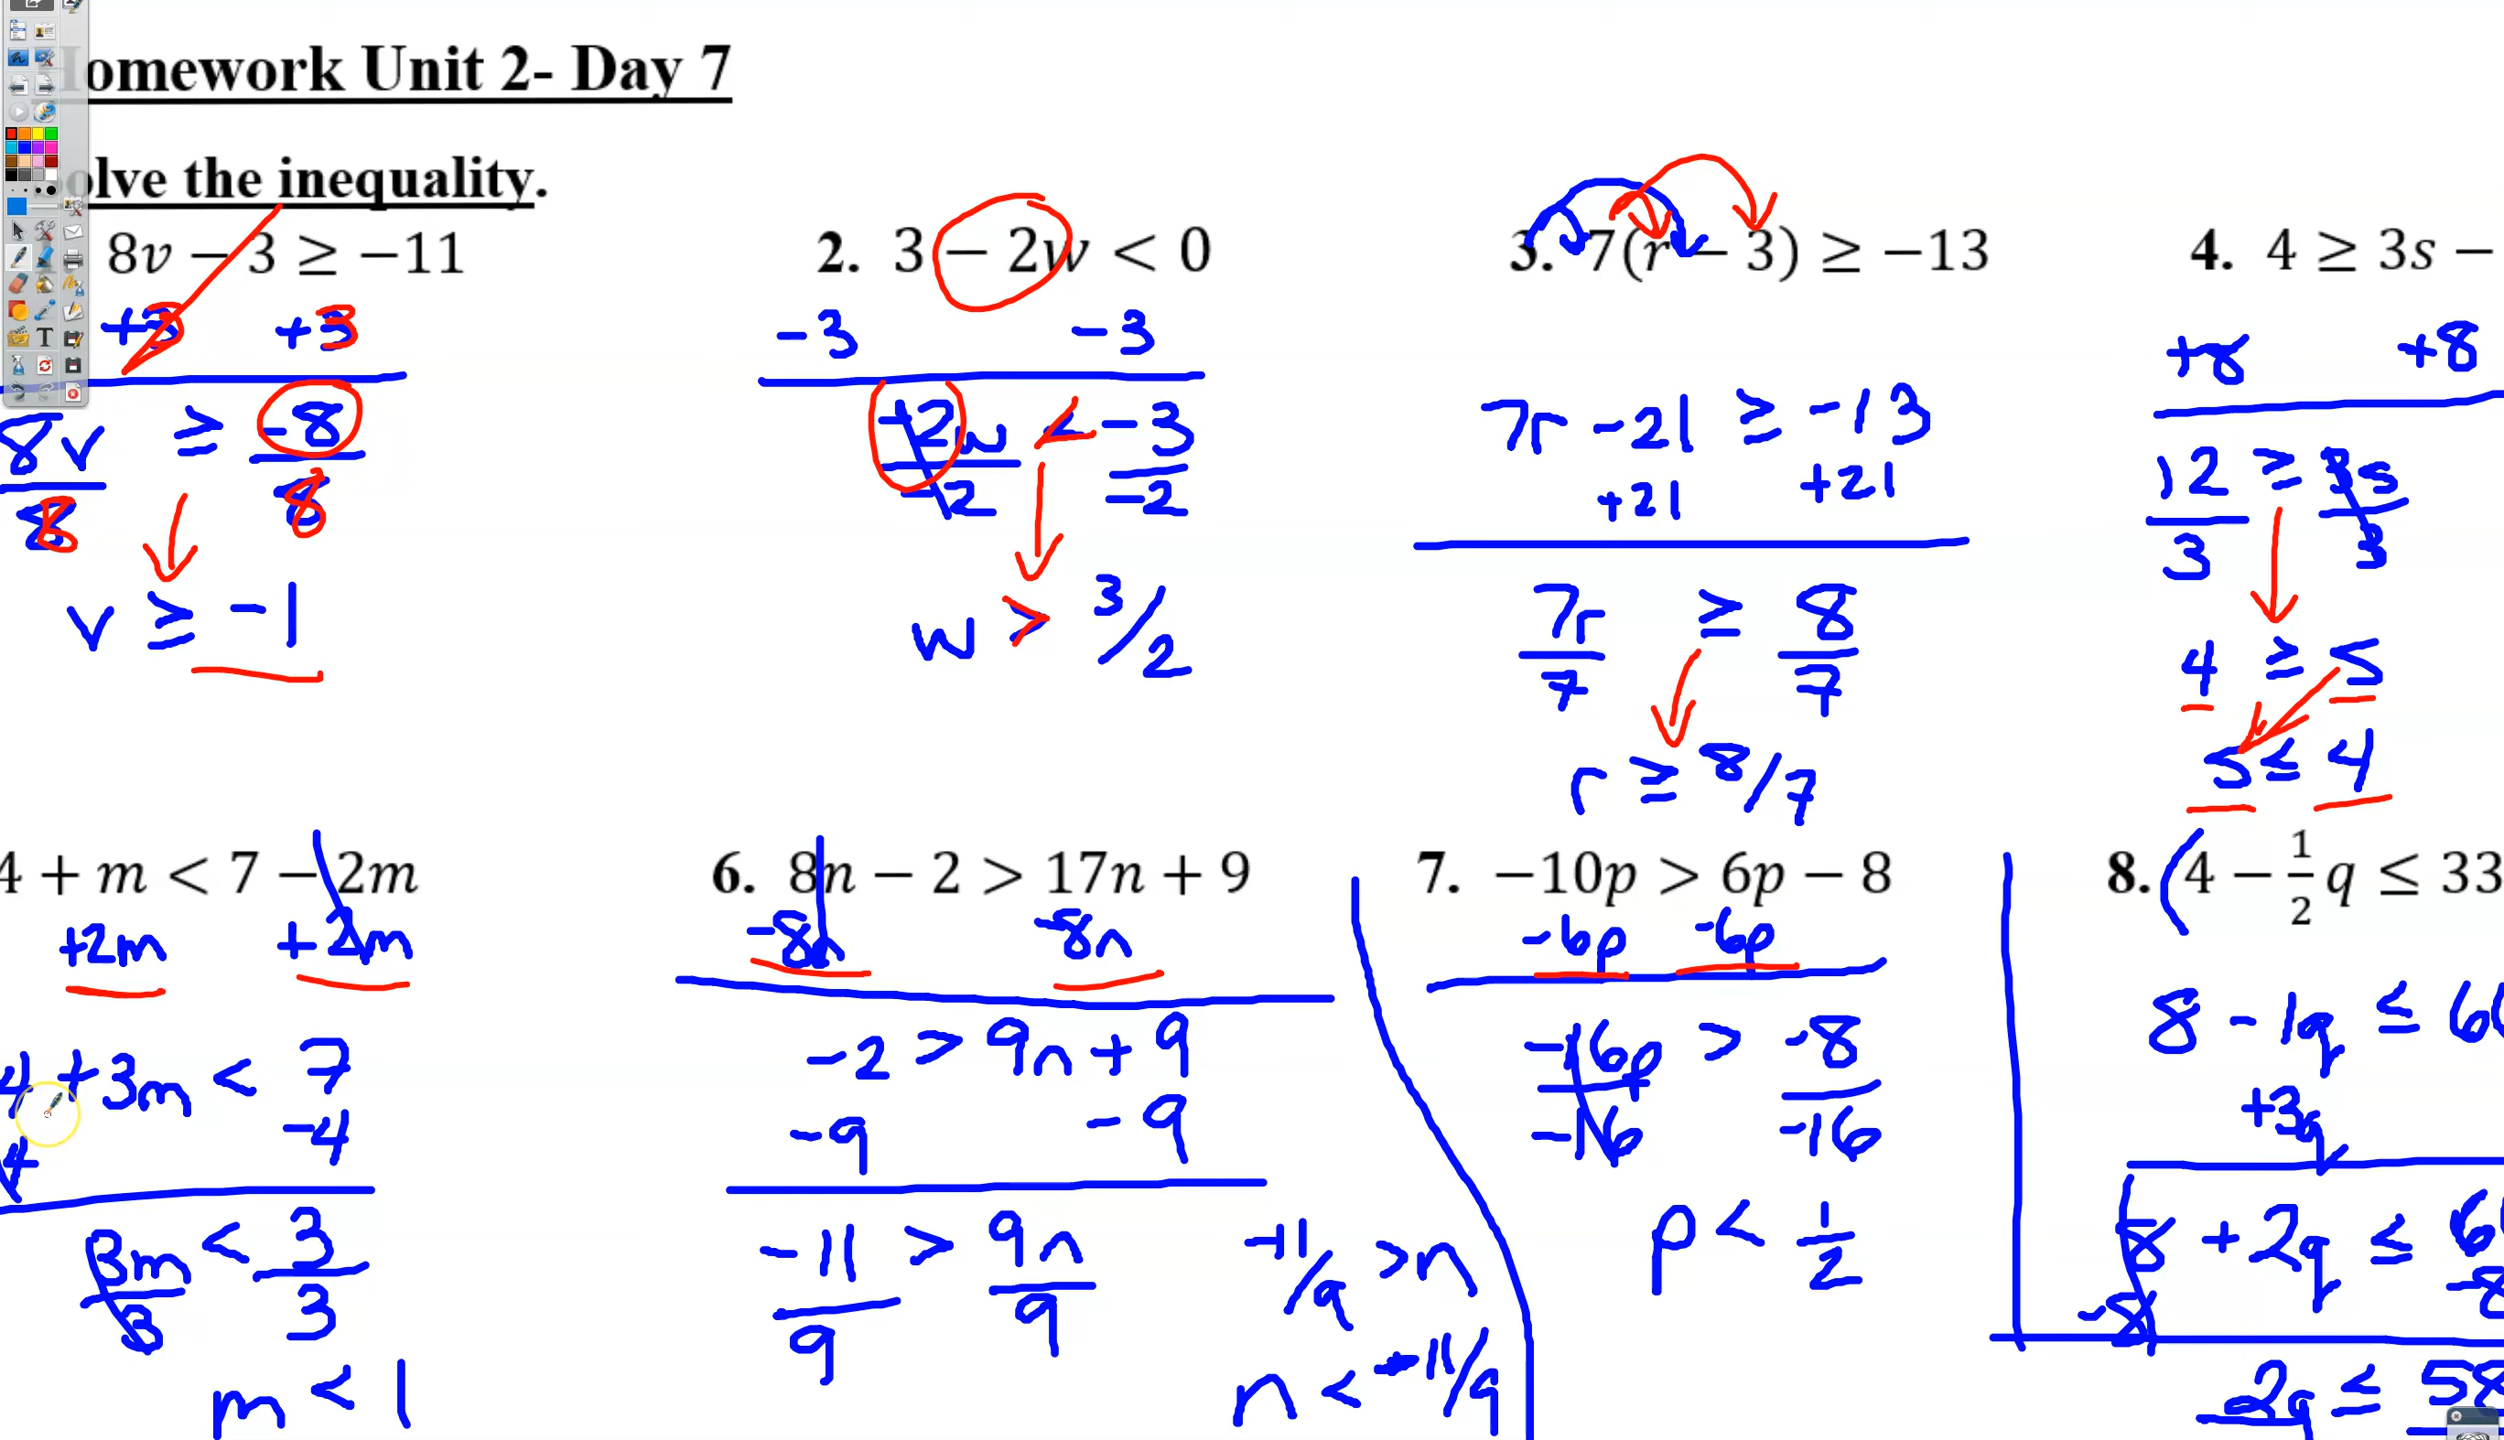 omework Unit 2- Day 7
olve the inequality.
8v − 3 ≥ −11
+3 +3
8v ≥ -8
8 8
v ≥ -1
2. 3 − 2w < 0
-3 -3
-2w < -3
-2 -2
w > 3/2
3. 7(r − 3) ≥ −13
7r -21 ≥ -13
+21 +21
7r ≥ 8
7 7
r ≥ 8/7
4. 4 ≥ 3s −
+8 +8
12 ≥ 3s
3 3
4 ≥ s
s ≤ 4
4 + m < 7 − 2m
+2m +2m
4 + 3m < 7
-4
3m < 3
3 3
m < 1
6. 8n − 2 > 17n + 9
-8n -8n
-2 > 9n + 9
-9 -9
-11 > 9n
9 9
-11/9 > n
n < -11/9
7. −10p > 6p − 8
-6p -6p
-16p > -8
-16 -16
p < 1/2
8. (4 − 1/2 q ≤ 33
8 - 1q ≤ 6
+3q
8 + 2q ≤ 6
-8 -8
2q ≤ 58